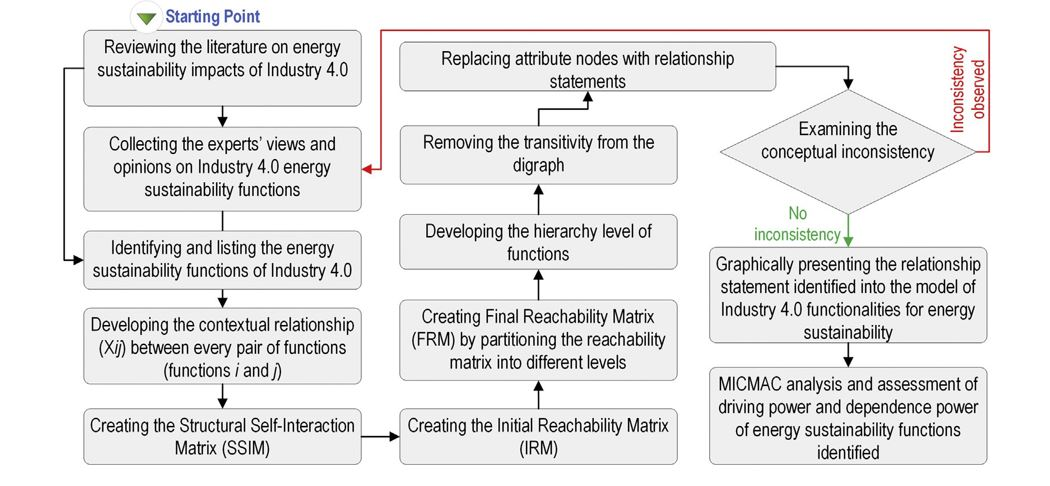 Starting Point
Reviewing the literature on energy
sustainability impacts of Industry 4.0
Collecting the experts' views and
opinions on Industry 4.0 energy
sustainability functions
Identifying and listing the energy
sustainability functions of Industry 4.0
Developing the contextual relationship
(Xij) between every pair of functions
(functions i and j)
Creating the Structural Self-Interaction
Matrix (SSIM)
Creating the Initial Reachability Matrix
(IRM)
Creating Final Reachability Matrix
(FRM) by partitioning the reachability
matrix into different levels
Developing the hierarchy level of
functions
Removing the transitivity from the
digraph
Replacing attribute nodes with relationship
statements
Examining the
conceptual inconsistency
Inconsistency
observed
No
inconsistency
Graphically presenting the relationship
statement identified into the model of
Industry 4.0 functionalities for energy
sustainability
MICMAC analysis and assessment of
driving power and dependence power
of energy sustainability functions
identified